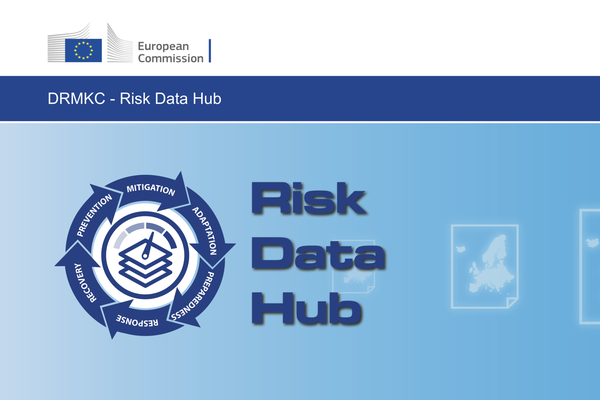 European
Commission
DRMKC - Risk Data Hub
MITIGATION
ADAPTATION
PREPAREDNESS
RESPONSE
RECOVERY
PREVENTION
Risk
Data
Hub